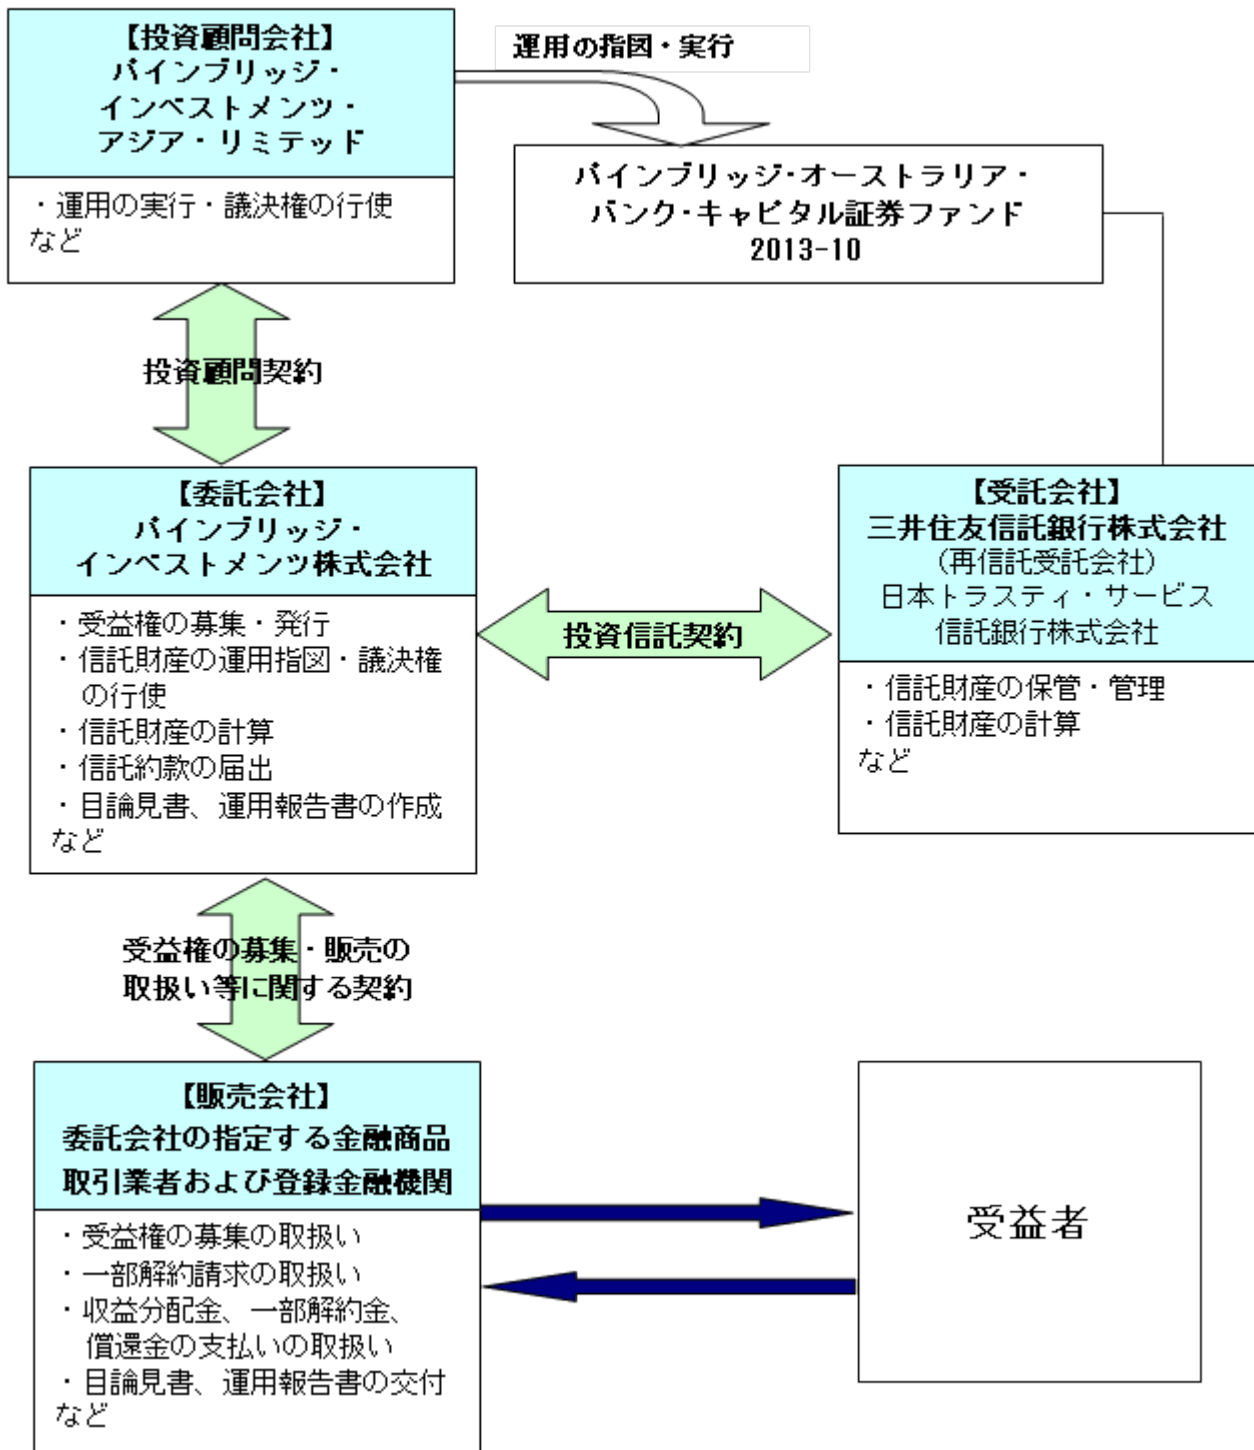 【投資顧問会社】
パインブリッジ・
インベストメンツ・
アジア・リミテッド
・運用の実行・議決権の行使
など
運用の指図・実行
パインブリッジ・オーストラリア・
バンク・キャピタル証券ファンド
2013-10
投資顧問契約
【委託会社】
パインブリッジ・
インベストメンツ株式会社
・受益権の募集・発行
・信託財産の運用指図・議決権
の行使
・信託財産の計算
・信託約款の届出
・目論見書、運用報告書の作成
など
投資信託契約
【受託会社】
三井住友信託銀行株式会社
(再信託受託会社)
日本トラスティ・サービス
信託銀行株式会社
・信託財産の保管・管理
・信託財産の計算
など
受益権の募集・販売の
取扱い等に関する契約
【販売会社】
委託会社の指定する金融商品
取引業者および登録金融機関
・受益権の募集の取扱い
・一部解約請求の取扱い
・収益分配金、一部解約金、
償還金の支払いの取扱い
・目論見書、運用報告書の交付
など
受益者